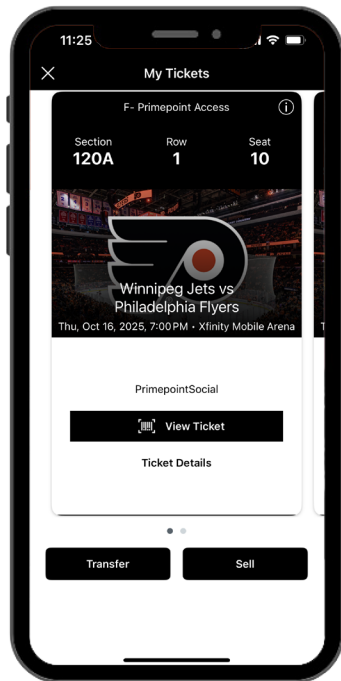 11:25
My Tickets
F- Primepoint Access
Section Row Seat
120A 1 10
Winnipeg Jets vs
Philadelphia Flyers
Thu, Oct 16, 2025, 7:00 PM • Xfinity Mobile Arena
PrimepointSocial
View Ticket
Ticket Details
Transfer Sell